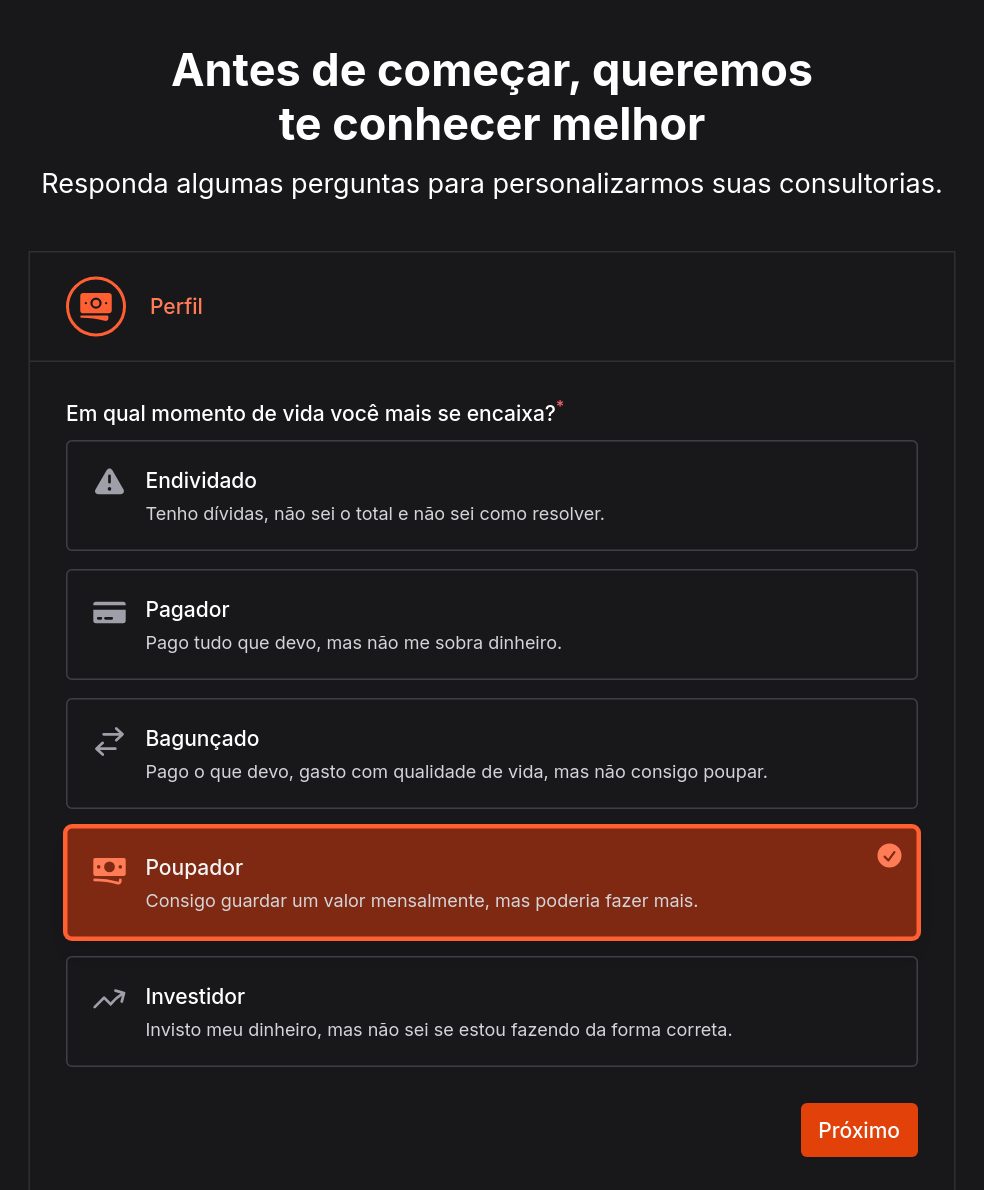 Antes de começar, queremos
te conhecer melhor
Responda algumas perguntas para personalizarmos suas consultorias.
Perfil
Em qual momento de vida você mais se encaixa?*
Endividado
Tenho dívidas, não sei o total e não sei como resolver.
Pagador
Pago tudo que devo, mas não me sobra dinheiro.
Bagunçado
Pago o que devo, gasto com qualidade de vida, mas não consigo poupar.
Poupador
Consigo guardar um valor mensalmente, mas poderia fazer mais.
Investidor
Invisto meu dinheiro, mas não sei se estou fazendo da forma correta.
Próximo